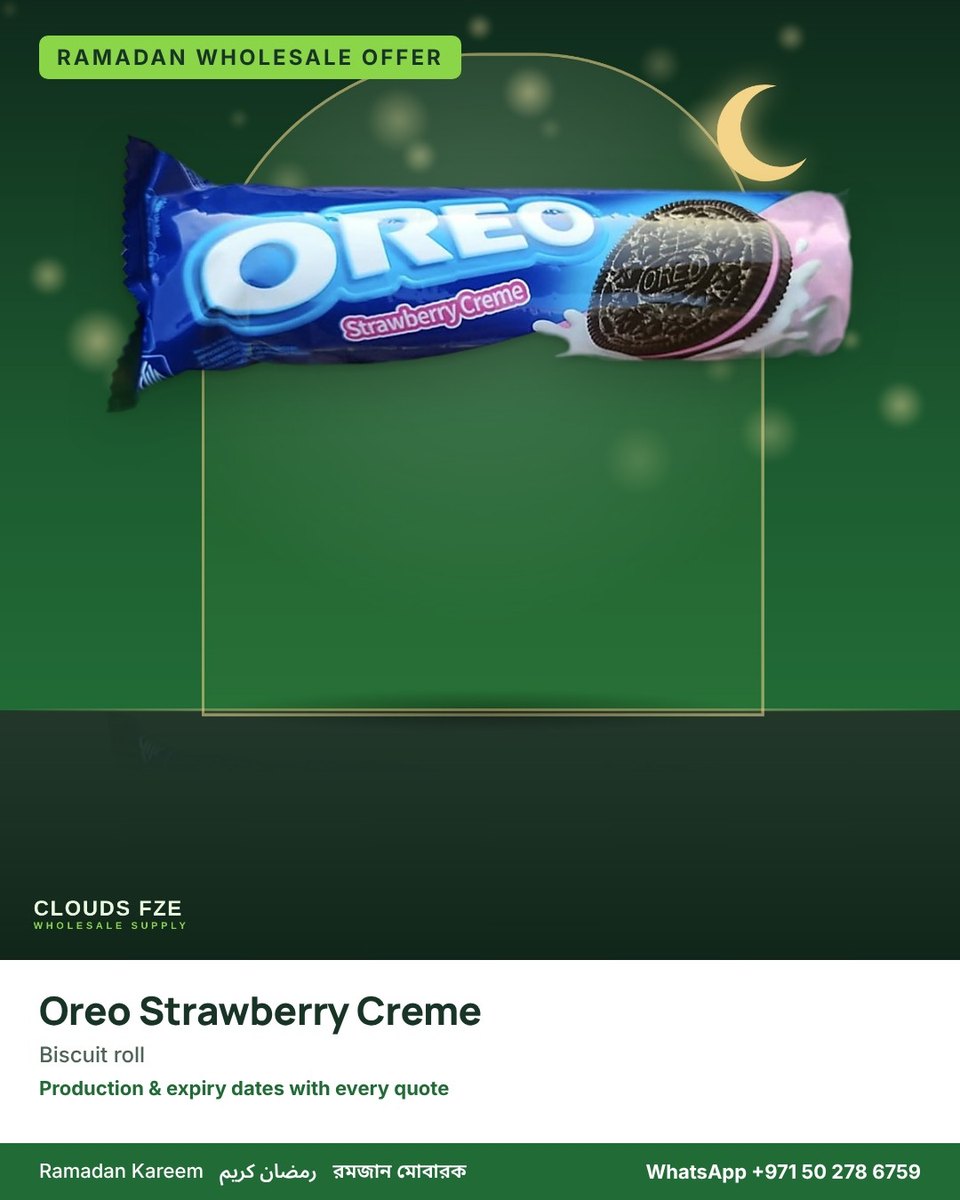 RAMADAN WHOLESALE OFFER
OREO
Strawberry Creme
OREO
CLOUDS FZE
WHOLESALE SUPPLY
Oreo Strawberry Creme
Biscuit roll
Production & expiry dates with every quote
Ramadan Kareem رمضان كريم রমজান মোবারক WhatsApp +971 50 278 6759